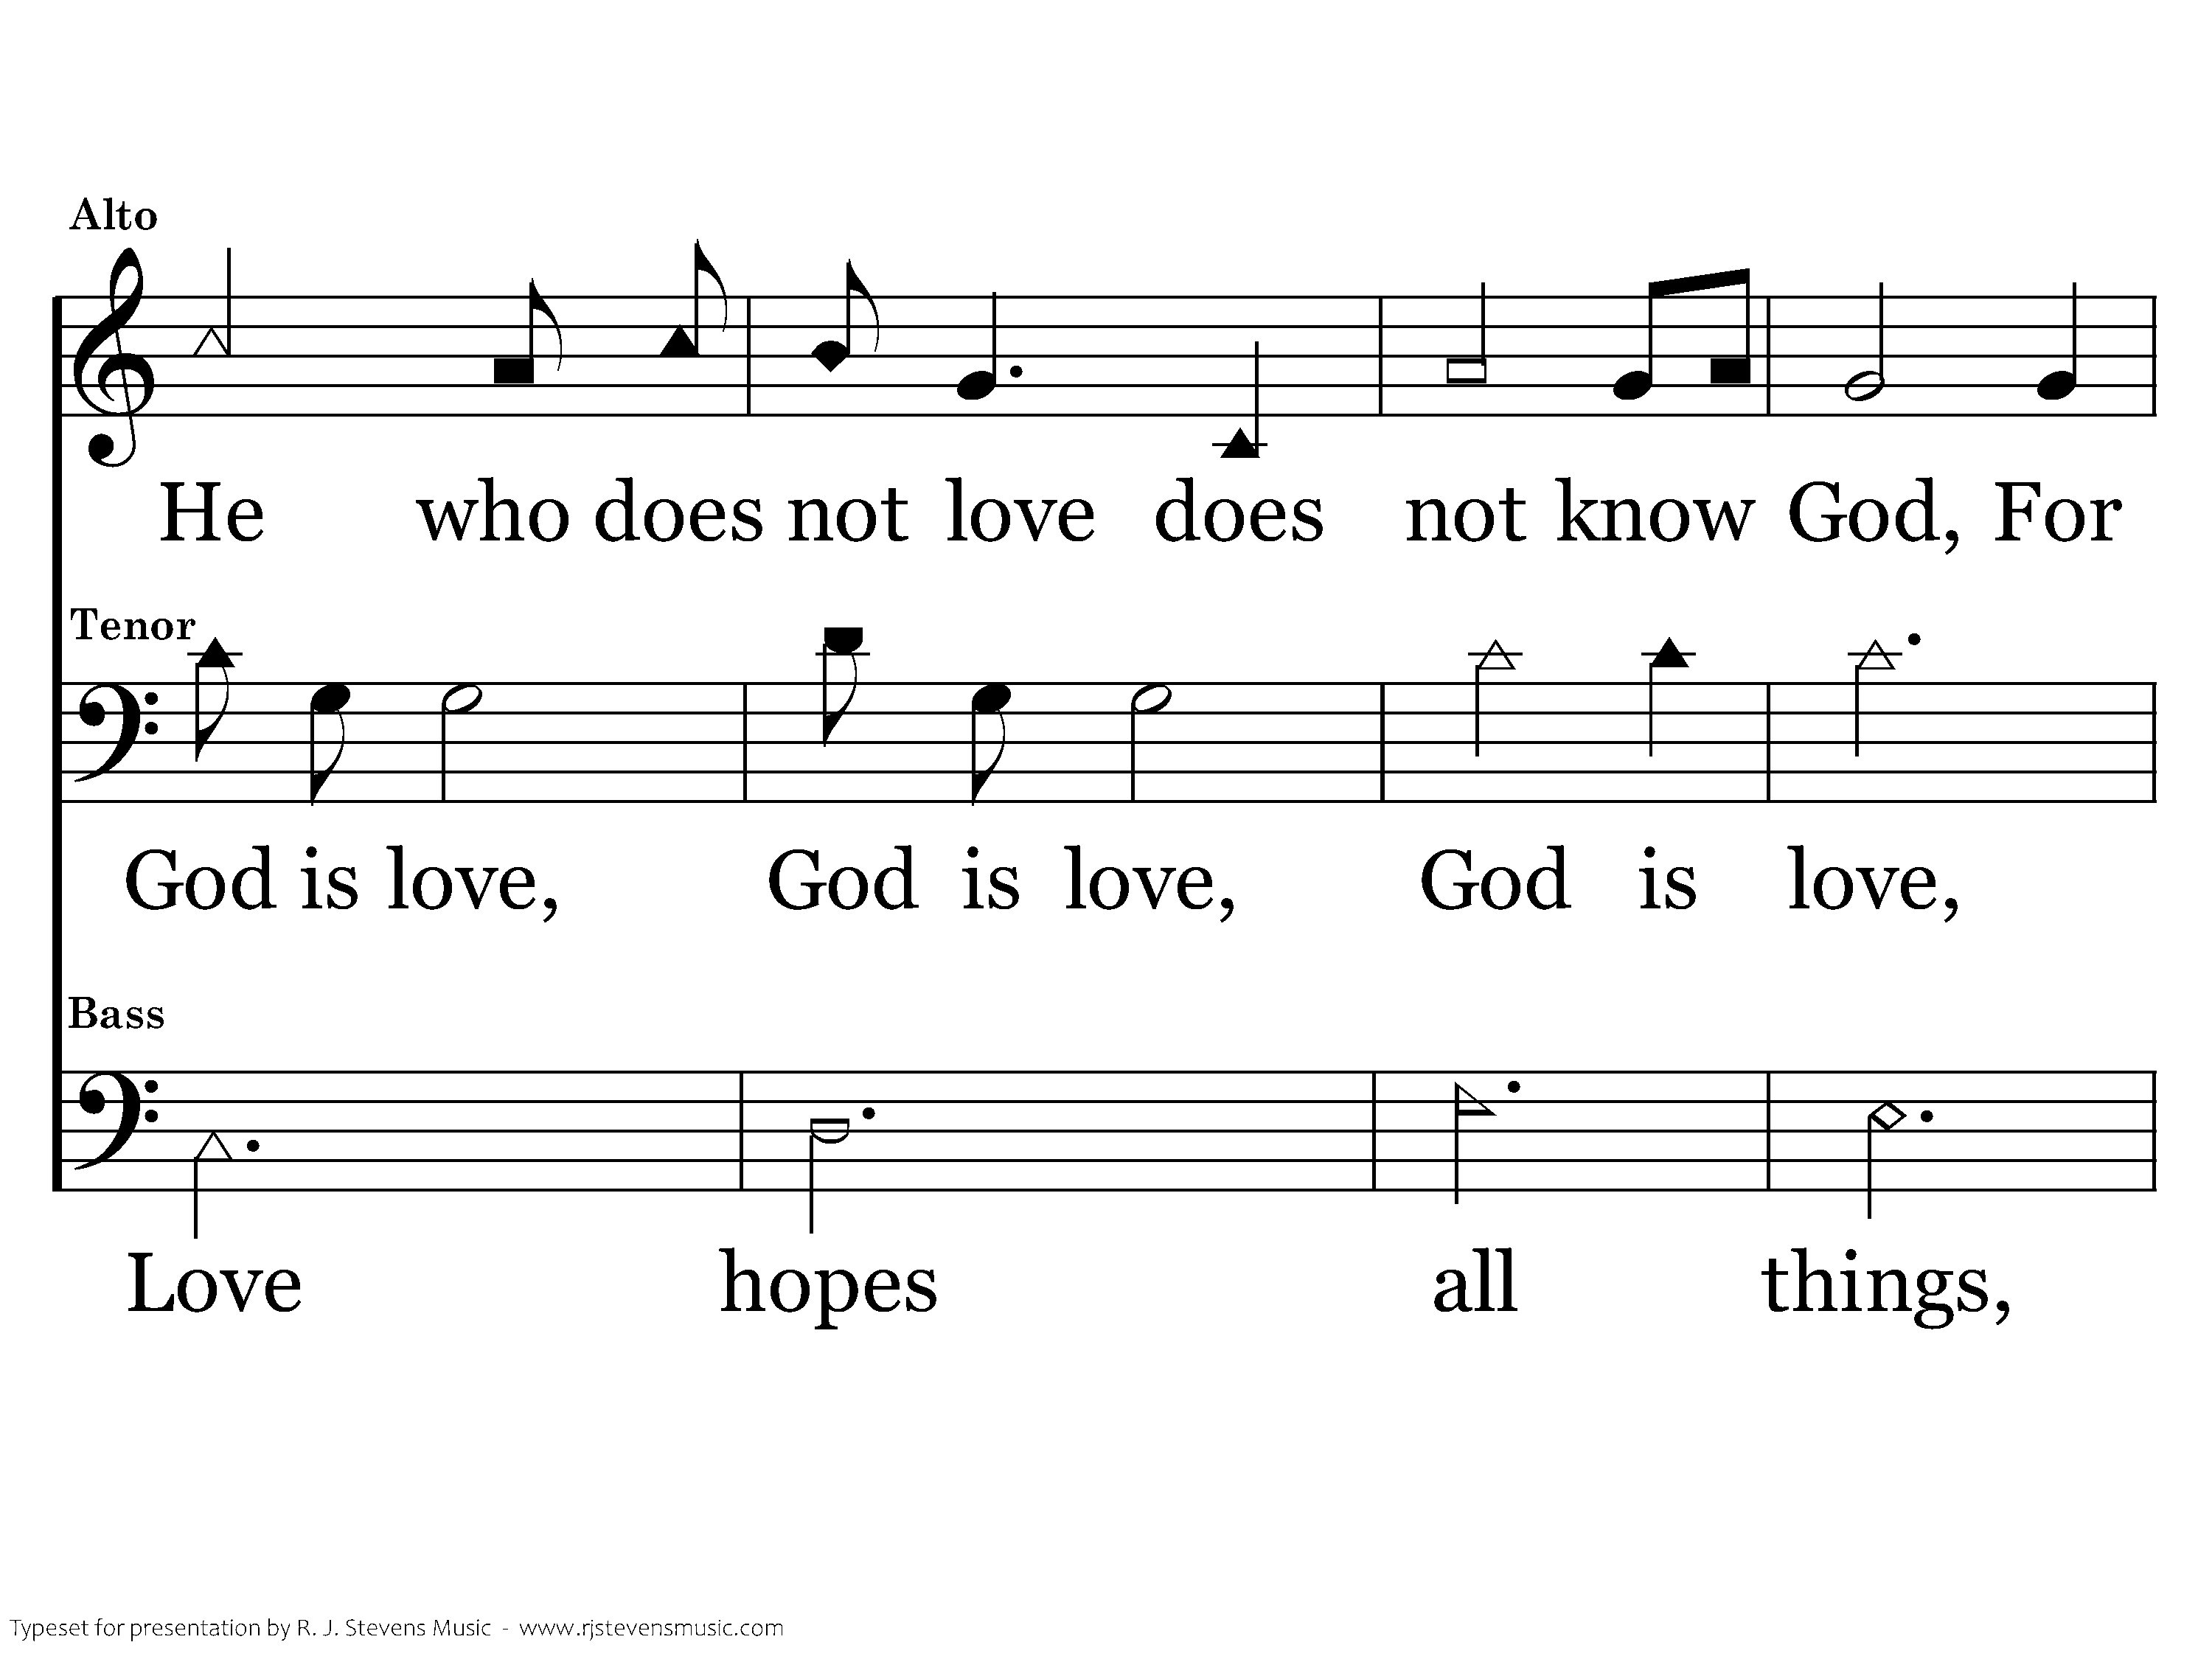 Alto
He who does not love does not know God, For
Tenor
God is love, God is love, God is love,
Bass
Love hopes all things,
Typeset for presentation by R. J. Stevens Music - www.rjstevensmusic.com